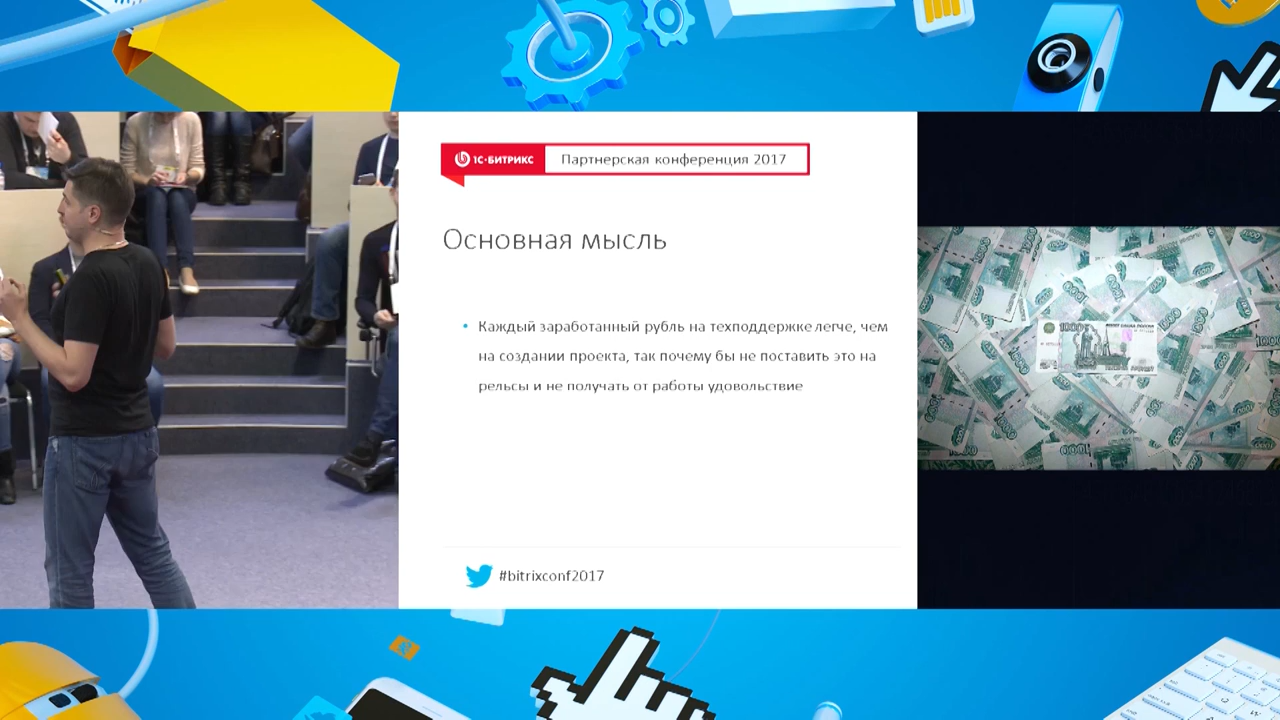 1С·БИТРИКС
Партнерская конференция 2017
Основная мысль
• Каждый заработанный рубль на техподдержке легче, чем
на создании проекта, так почему бы не поставить это на
рельсы и не получать от работы удовольствие
#bitrixconf2017
1000